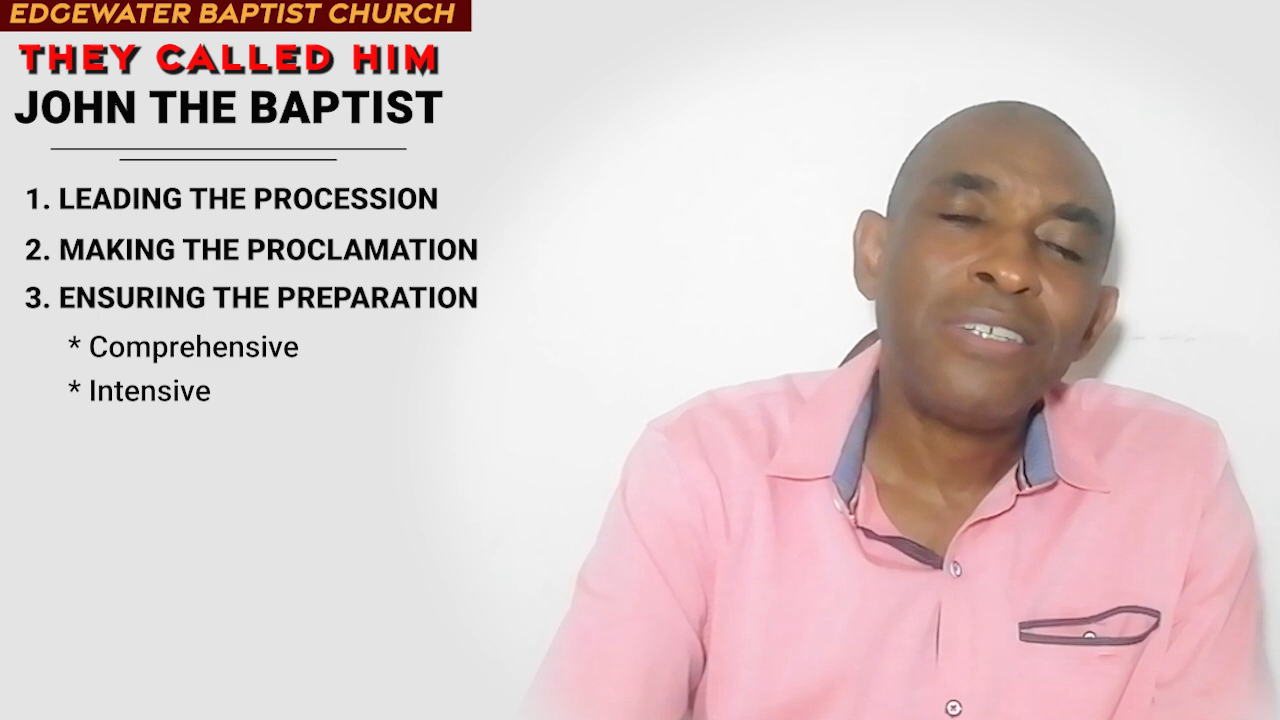 EDGEWATER BAPTIST CHURCH
THEY CALLED HIM
JOHN THE BAPTIST
1. LEADING THE PROCESSION
2. MAKING THE PROCLAMATION
3. ENSURING THE PREPARATION
* Comprehensive
* Intensive